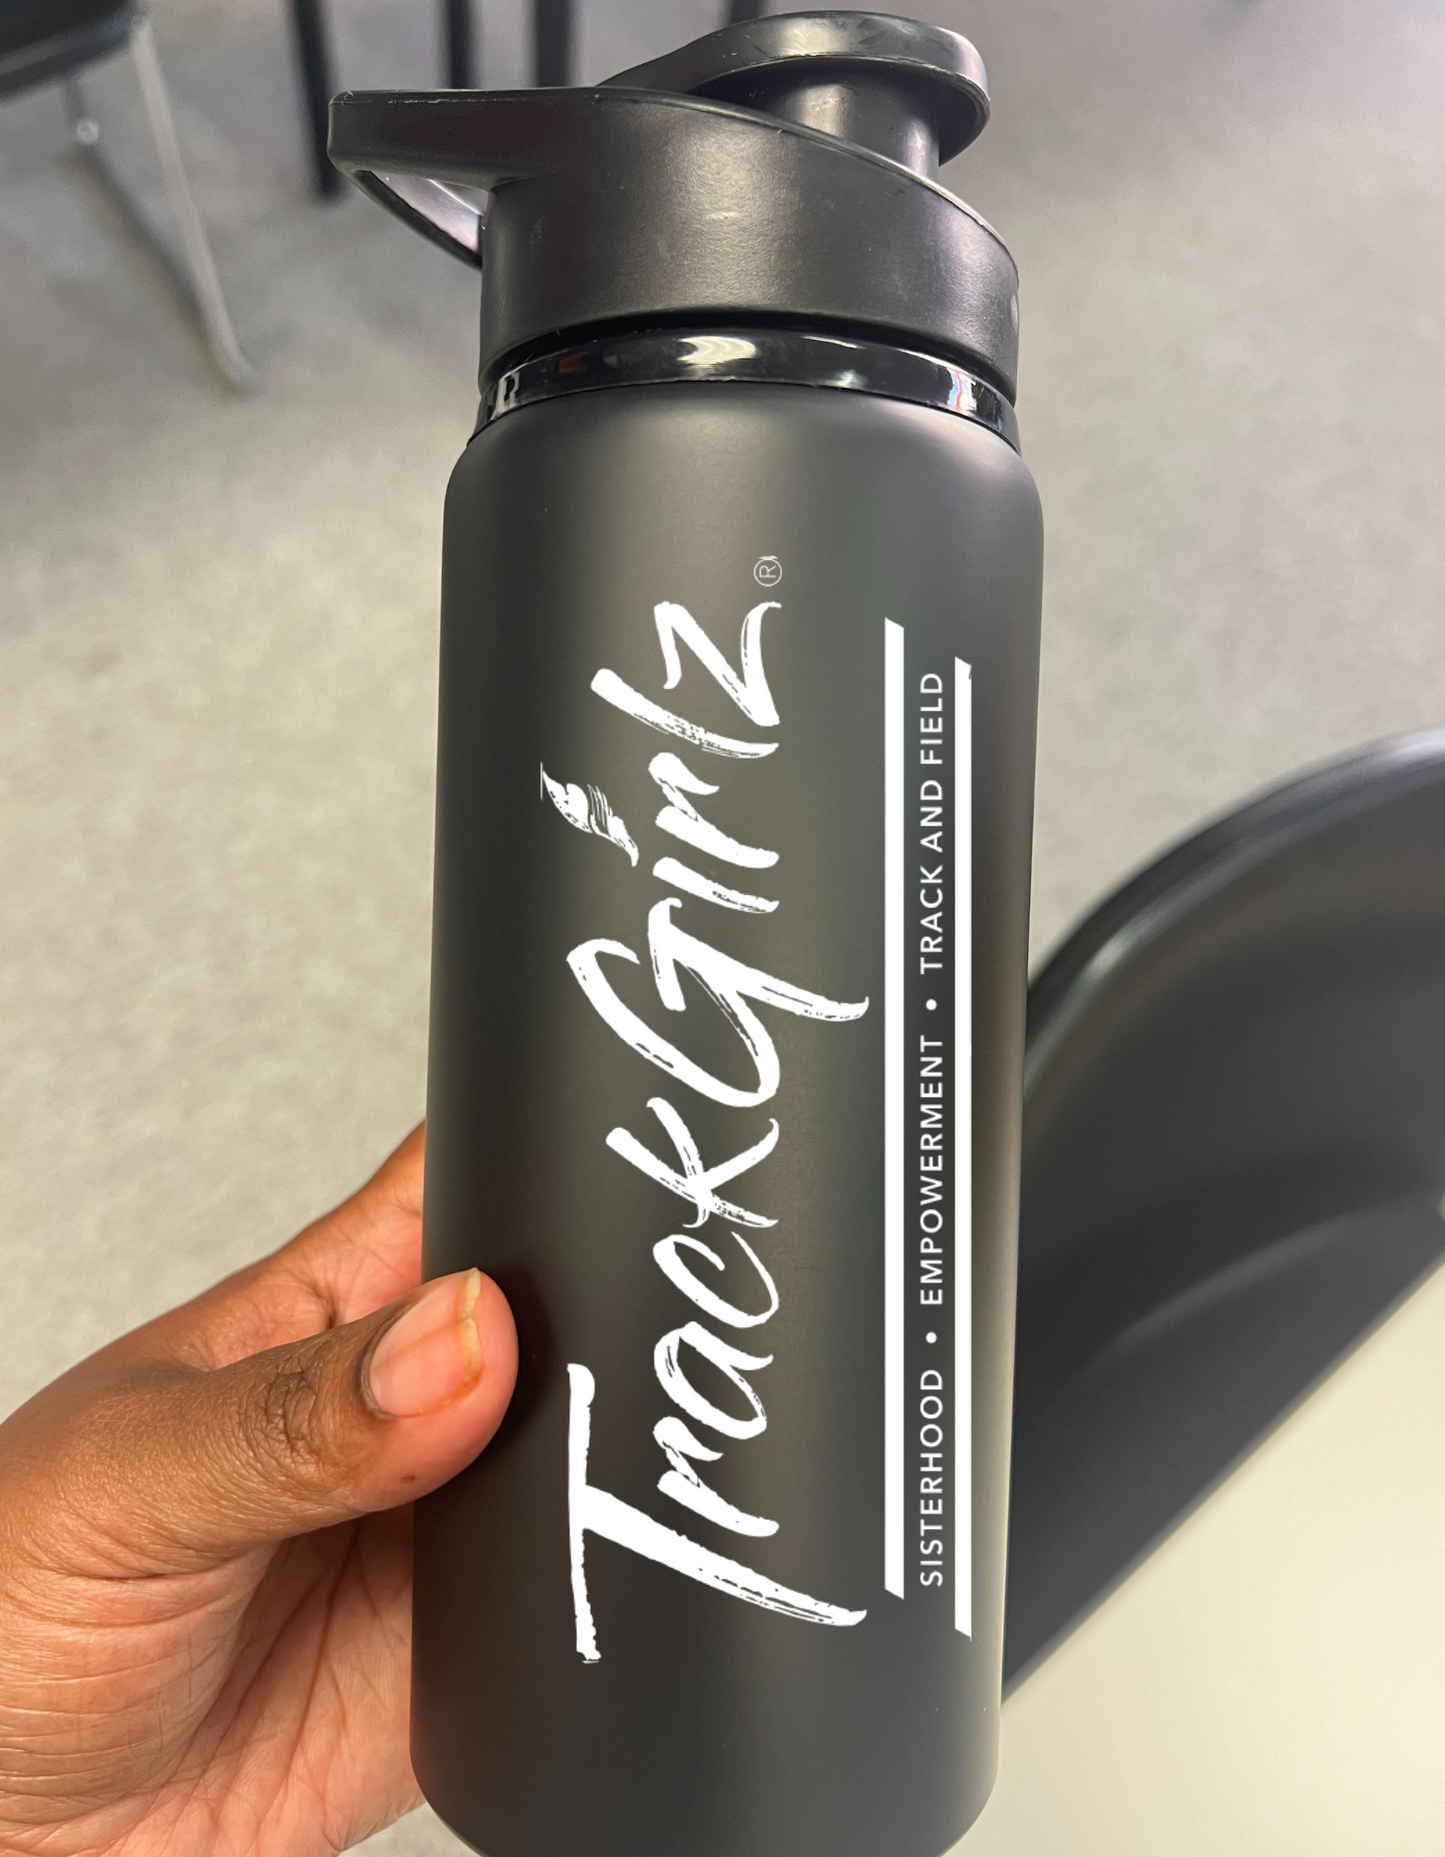 TrackGirlz®
SISTERHOOD • EMPOWERMENT • TRACK AND FIELD